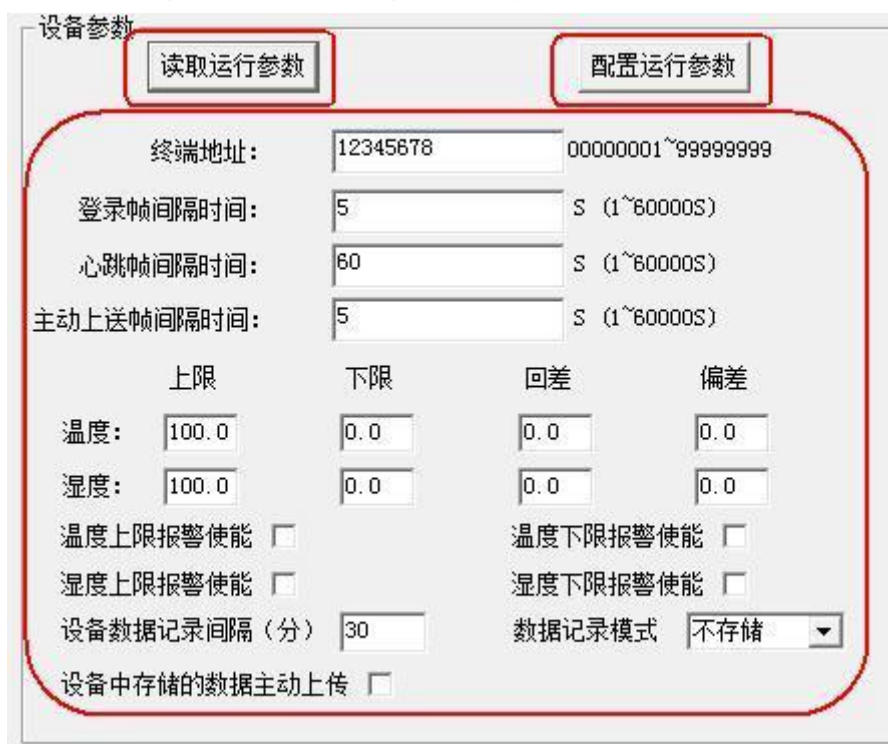 设备参数
读取运行参数 配置运行参数
终端地址: 12345678 00000001~99999999
登录帧间隔时间: 5 S (1~60000S)
心跳帧间隔时间: 60 S (1~60000S)
主动上送帧间隔时间: 5 S (1~60000S)
上限 下限 回差 偏差
温度: 100.0 0.0 0.0 0.0
湿度: 100.0 0.0 0.0 0.0
温度上限报警使能 温度下限报警使能
湿度上限报警使能 湿度下限报警使能
设备数据记录间隔（分） 30 数据记录模式 不存储
设备中存储的数据主动上传